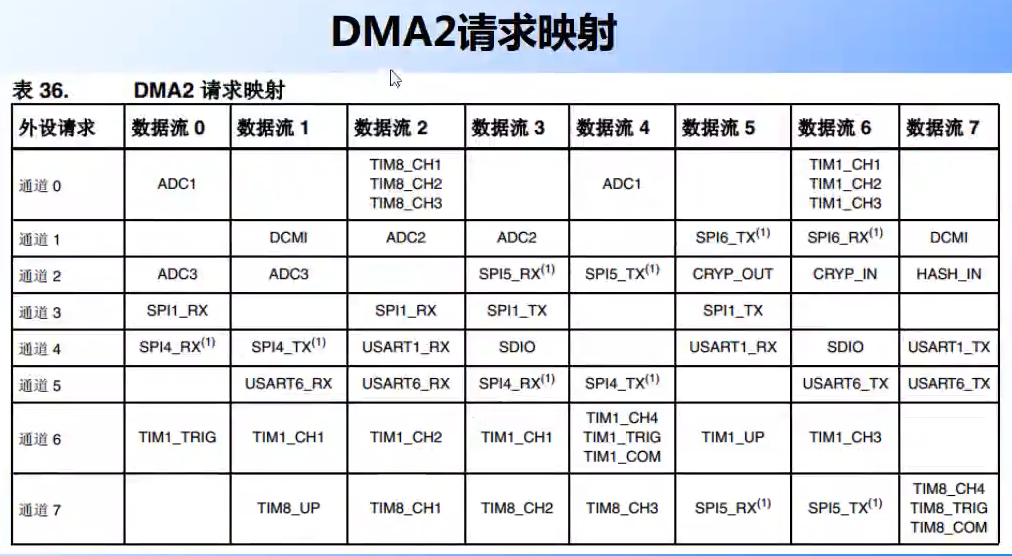 DMA2请求映射
表 36. DMA2 请求映射
外设请求 数据流 0 数据流 1 数据流 2 数据流 3 数据流 4 数据流 5 数据流 6 数据流 7
TIM8_CH1 TIM1_CH1
通道 0 ADC1 TIM8_CH2 ADC1 TIM1_CH2
TIM8_CH3 TIM1_CH3
通道 1 DCMI ADC2 ADC2 SPI6_TX(1) SPI6_RX(1) DCMI
通道 2 ADC3 ADC3 SPI5_RX(1) SPI5_TX(1) CRYP_OUT CRYP_IN HASH_IN
通道 3 SPI1_RX SPI1_RX SPI1_TX SPI1_TX
通道 4 SPI4_RX(1) SPI4_TX(1) USART1_RX SDIO USART1_RX SDIO USART1_TX
通道 5 USART6_RX USART6_RX SPI4_RX(1) SPI4_TX(1) USART6_TX USART6_TX
TIM1_CH4
通道 6 TIM1_TRIG TIM1_CH1 TIM1_CH2 TIM1_CH1 TIM1_TRIG TIM1_UP TIM1_CH3
TIM1_COM
TIM8_CH4
通道 7 TIM8_UP TIM8_CH1 TIM8_CH2 TIM8_CH3 SPI5_RX(1) SPI5_TX(1) TIM8_TRIG
TIM8_COM